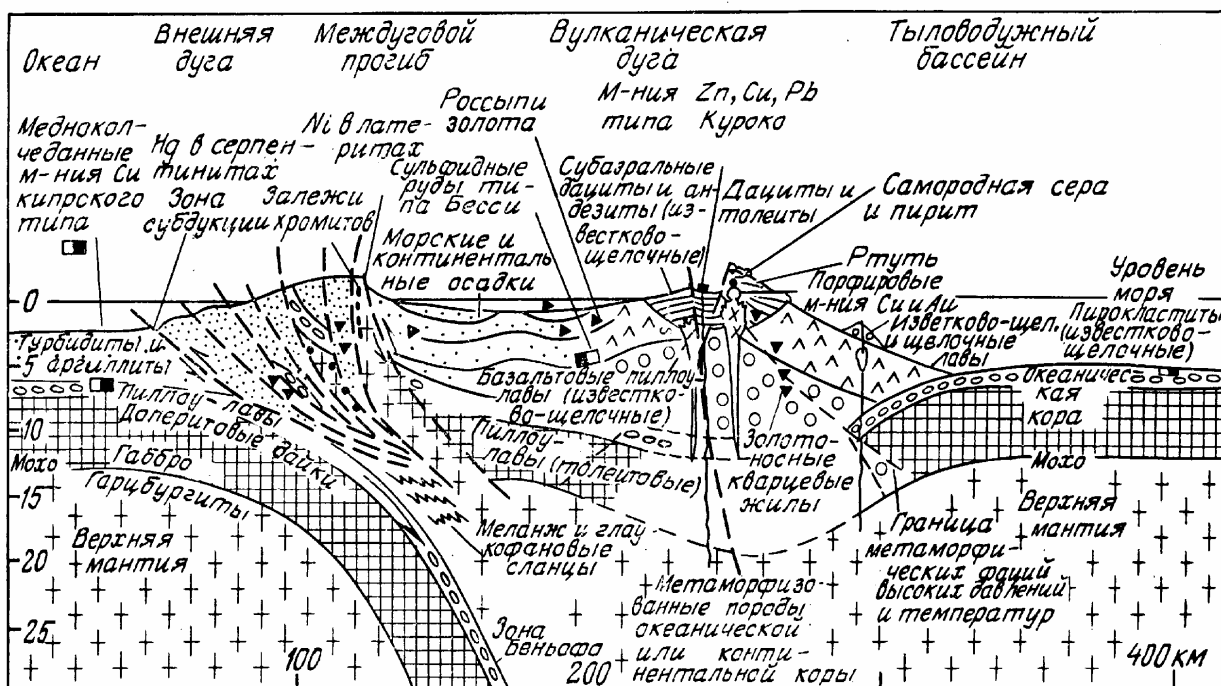 Океан
Внешняя
дуга
Междуговой
прогиб
Вулканическая
дуга
Тыловодужный
бассейн
Меднокол-
чеданные
м-ния Cu
кипрского
типа
Hg в серпен-
тинитах
Зона
субдукции
Залежи
хромитов
Ni в лате-
ритах
Россыпи
золота
Сульфидные
руды ти-
па Бесси
Морские и
континенталь-
ные осадки
М-ния Zn, Cu, Pb
типа Куроко
Субаэральные
дациты и ан-
дезиты (из-
вестково-
щелочные)
Дациты и
толеиты
Самородная сера
и пирит
Ртуть
Порфировые
м-ния Cu и Au
Изветково-щел.
и щелочные
лавы
Уровень
моря
Пирокластиты
(известково-
щелочные)
0
5
10
Мохо
15
20
25
Турбидиты и
аргиллиты
Пиллоу-лавы
Долеритовые дайки
Габбро
Гарцбургиты
Верхняя
мантия
Базальтовые пиллоу-
лавы (известко-
во-щелочные)
Пиллоу-
лавы (толеитовые)
Меланж и глау
кофановые
сланцы
Зона
Беньофа
Золото-
носные
кварцевые
жилы
Метаморфизо-
ванные породы
океанической
или конти-
нентальной коры
Океаничес-
кая
кора
Мохо
Граница
метаморфи-
ческих фаций
высоких давлений
и температур
Верхняя
мантия
100
200
400 км